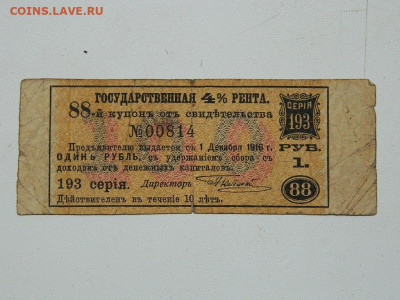 COINS.LAVE.RU
ГОСУДАРСТВЕННАЯ 4% РЕНТА.
88-й купонъ отъ свидѣтельства
№00814
СЕРІЯ
193
Предъявителю выдается съ 1 Декабря 1916 г.
ОДИНЪ РУБЛЬ, съ удержаніемъ сбора съ
доходовъ отъ денежныхъ капиталовъ.
РУБ.
1.
193 серія. Директоръ
88
Дѣйствителенъ въ теченіе 10 лѣтъ.